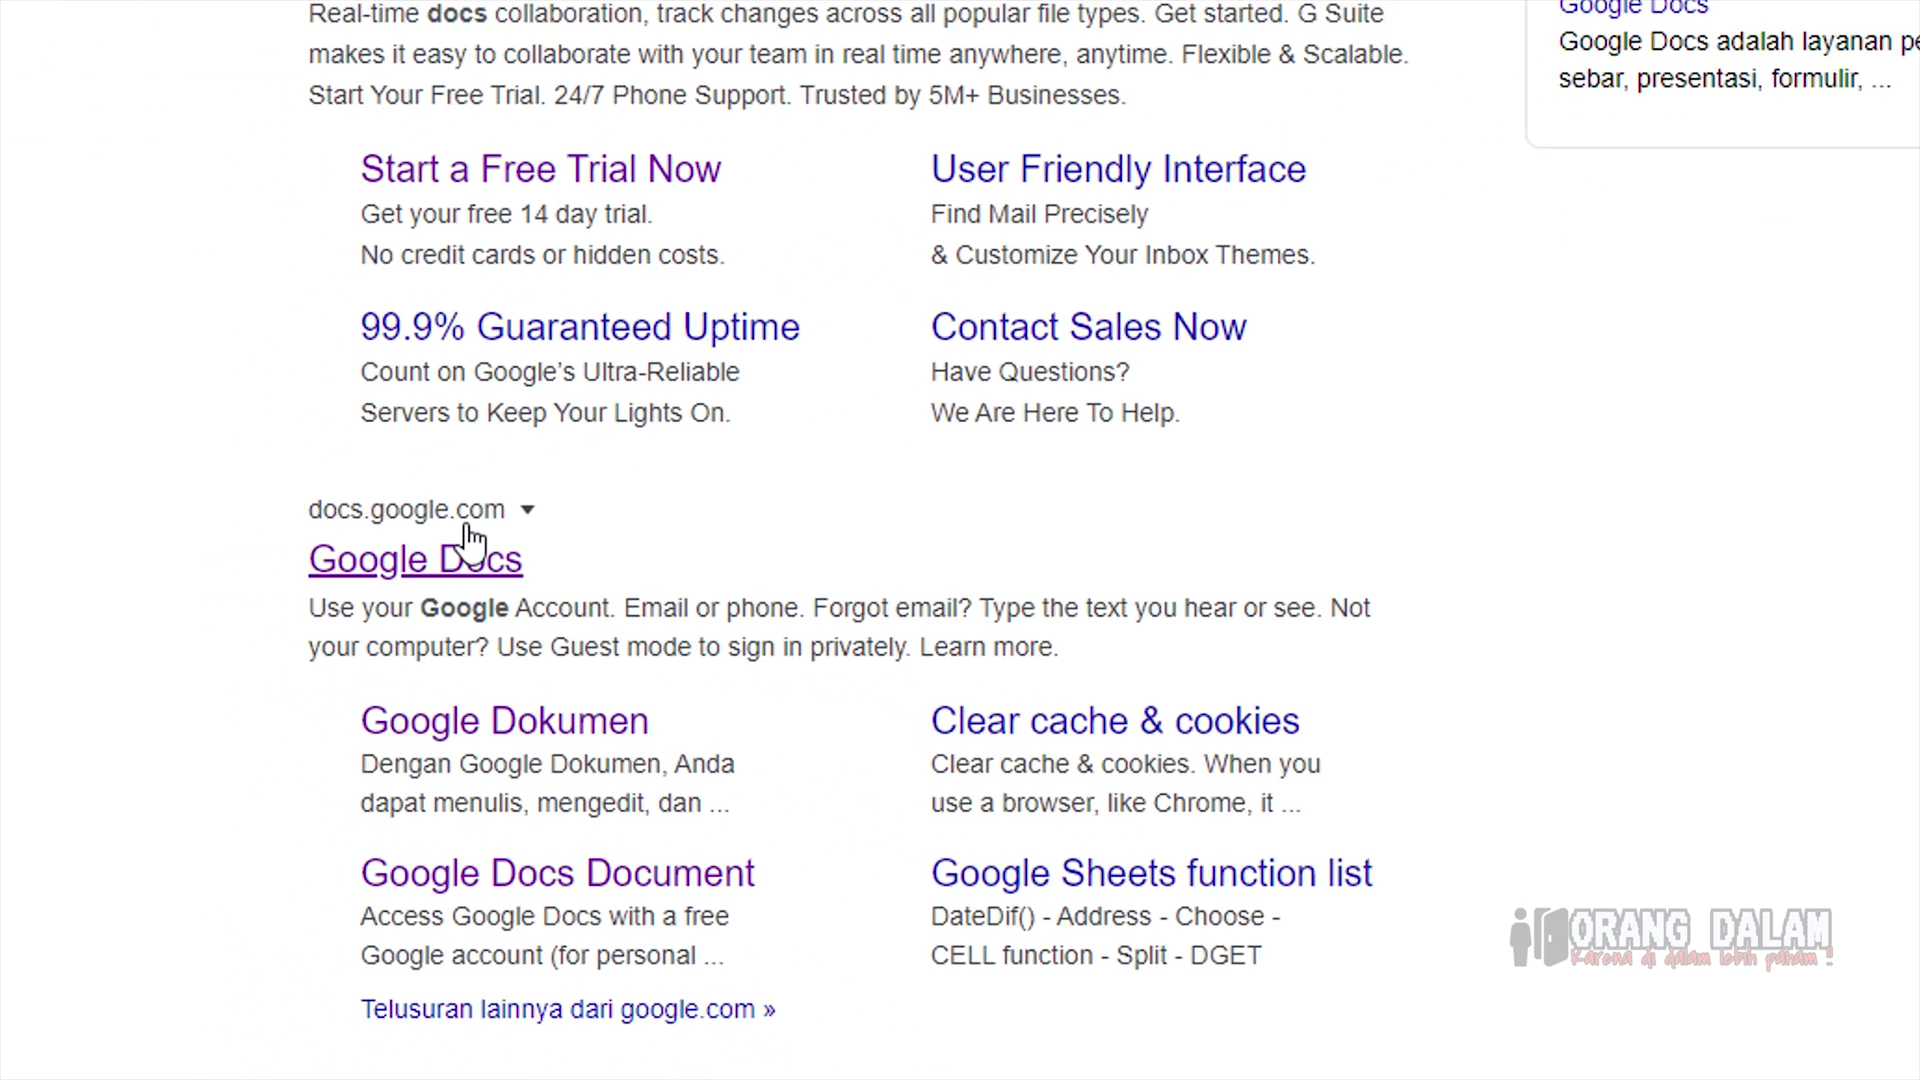 Real-time docs collaboration, track changes across all popular file types. Get started. G Suite
makes it easy to collaborate with your team in real time anywhere, anytime. Flexible & Scalable.
Start Your Free Trial. 24/7 Phone Support. Trusted by 5M+ Businesses.
Google Docs
Google Docs adalah layanan
sebar, presentasi, formulir, ...
Start a Free Trial Now
Get your free 14 day trial.
No credit cards or hidden costs.
User Friendly Interface
Find Mail Precisely
& Customize Your Inbox Themes.
99.9% Guaranteed Uptime
Count on Google's Ultra-Reliable
Servers to Keep Your Lights On.
Contact Sales Now
Have Questions?
We Are Here To Help.
docs.google.com
Google Docs
Use your Google Account. Email or phone. Forgot email? Type the text you hear or see. Not
your computer? Use Guest mode to sign in privately. Learn more.
Google Dokumen
Dengan Google Dokumen, Anda
dapat menulis, mengedit, dan ...
Clear cache & cookies
Clear cache & cookies. When you
use a browser, like Chrome, it ...
Google Docs Document
Access Google Docs with a free
Google account (for personal ...
Google Sheets function list
DateDif() - Address - Choose -
CELL function - Split - DGET
Telusuran lainnya dari google.com »
ORANG DALAM
Karena di dalam lebih paham !